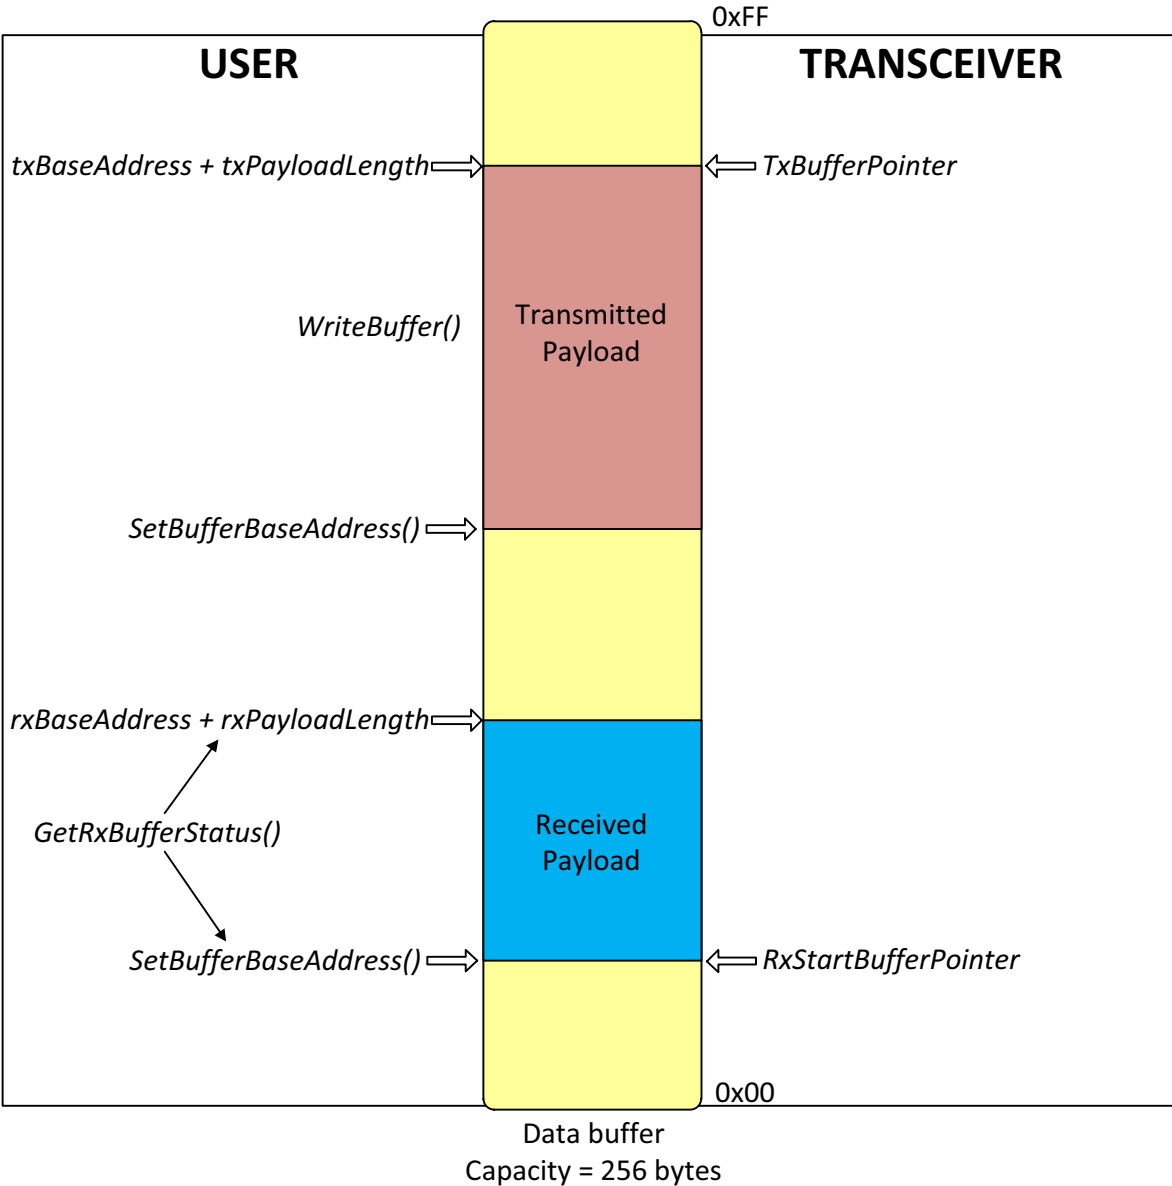 0xFF
USER
TRANSCEIVER
txBaseAddress + txPayloadLength
TxBufferPointer
Transmitted
Payload
WriteBuffer()
SetBufferBaseAddress()
rxBaseAddress + rxPayloadLength
GetRxBufferStatus()
Received
Payload
SetBufferBaseAddress()
RxStartBufferPointer
0x00
Data buffer
Capacity = 256 bytes